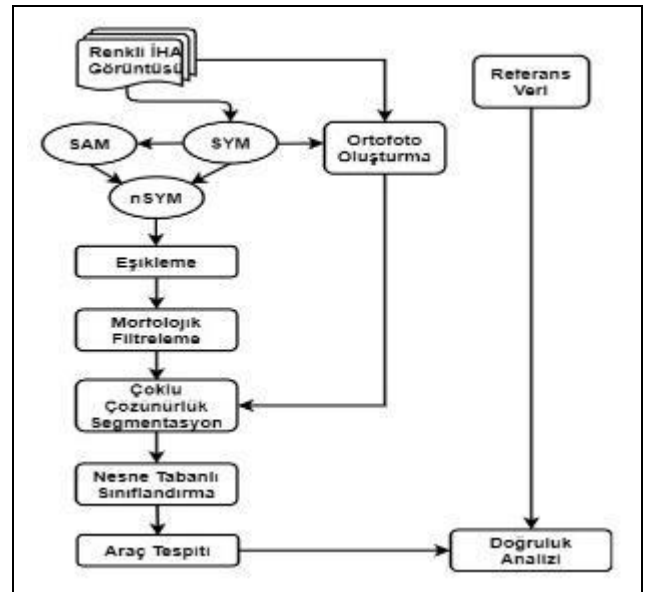 Renkli İHA
Görüntüsü
Referans
Veri
SAM
SYM
Ortofoto
Oluşturma
nSYM
Eşikleme
Morfolojik
Filtreleme
Çoklu
Çözünürlük
Segmentasyon
Nesne Tabanlı
Sınıflandırma
Araç Tespiti
Doğruluk
Analizi